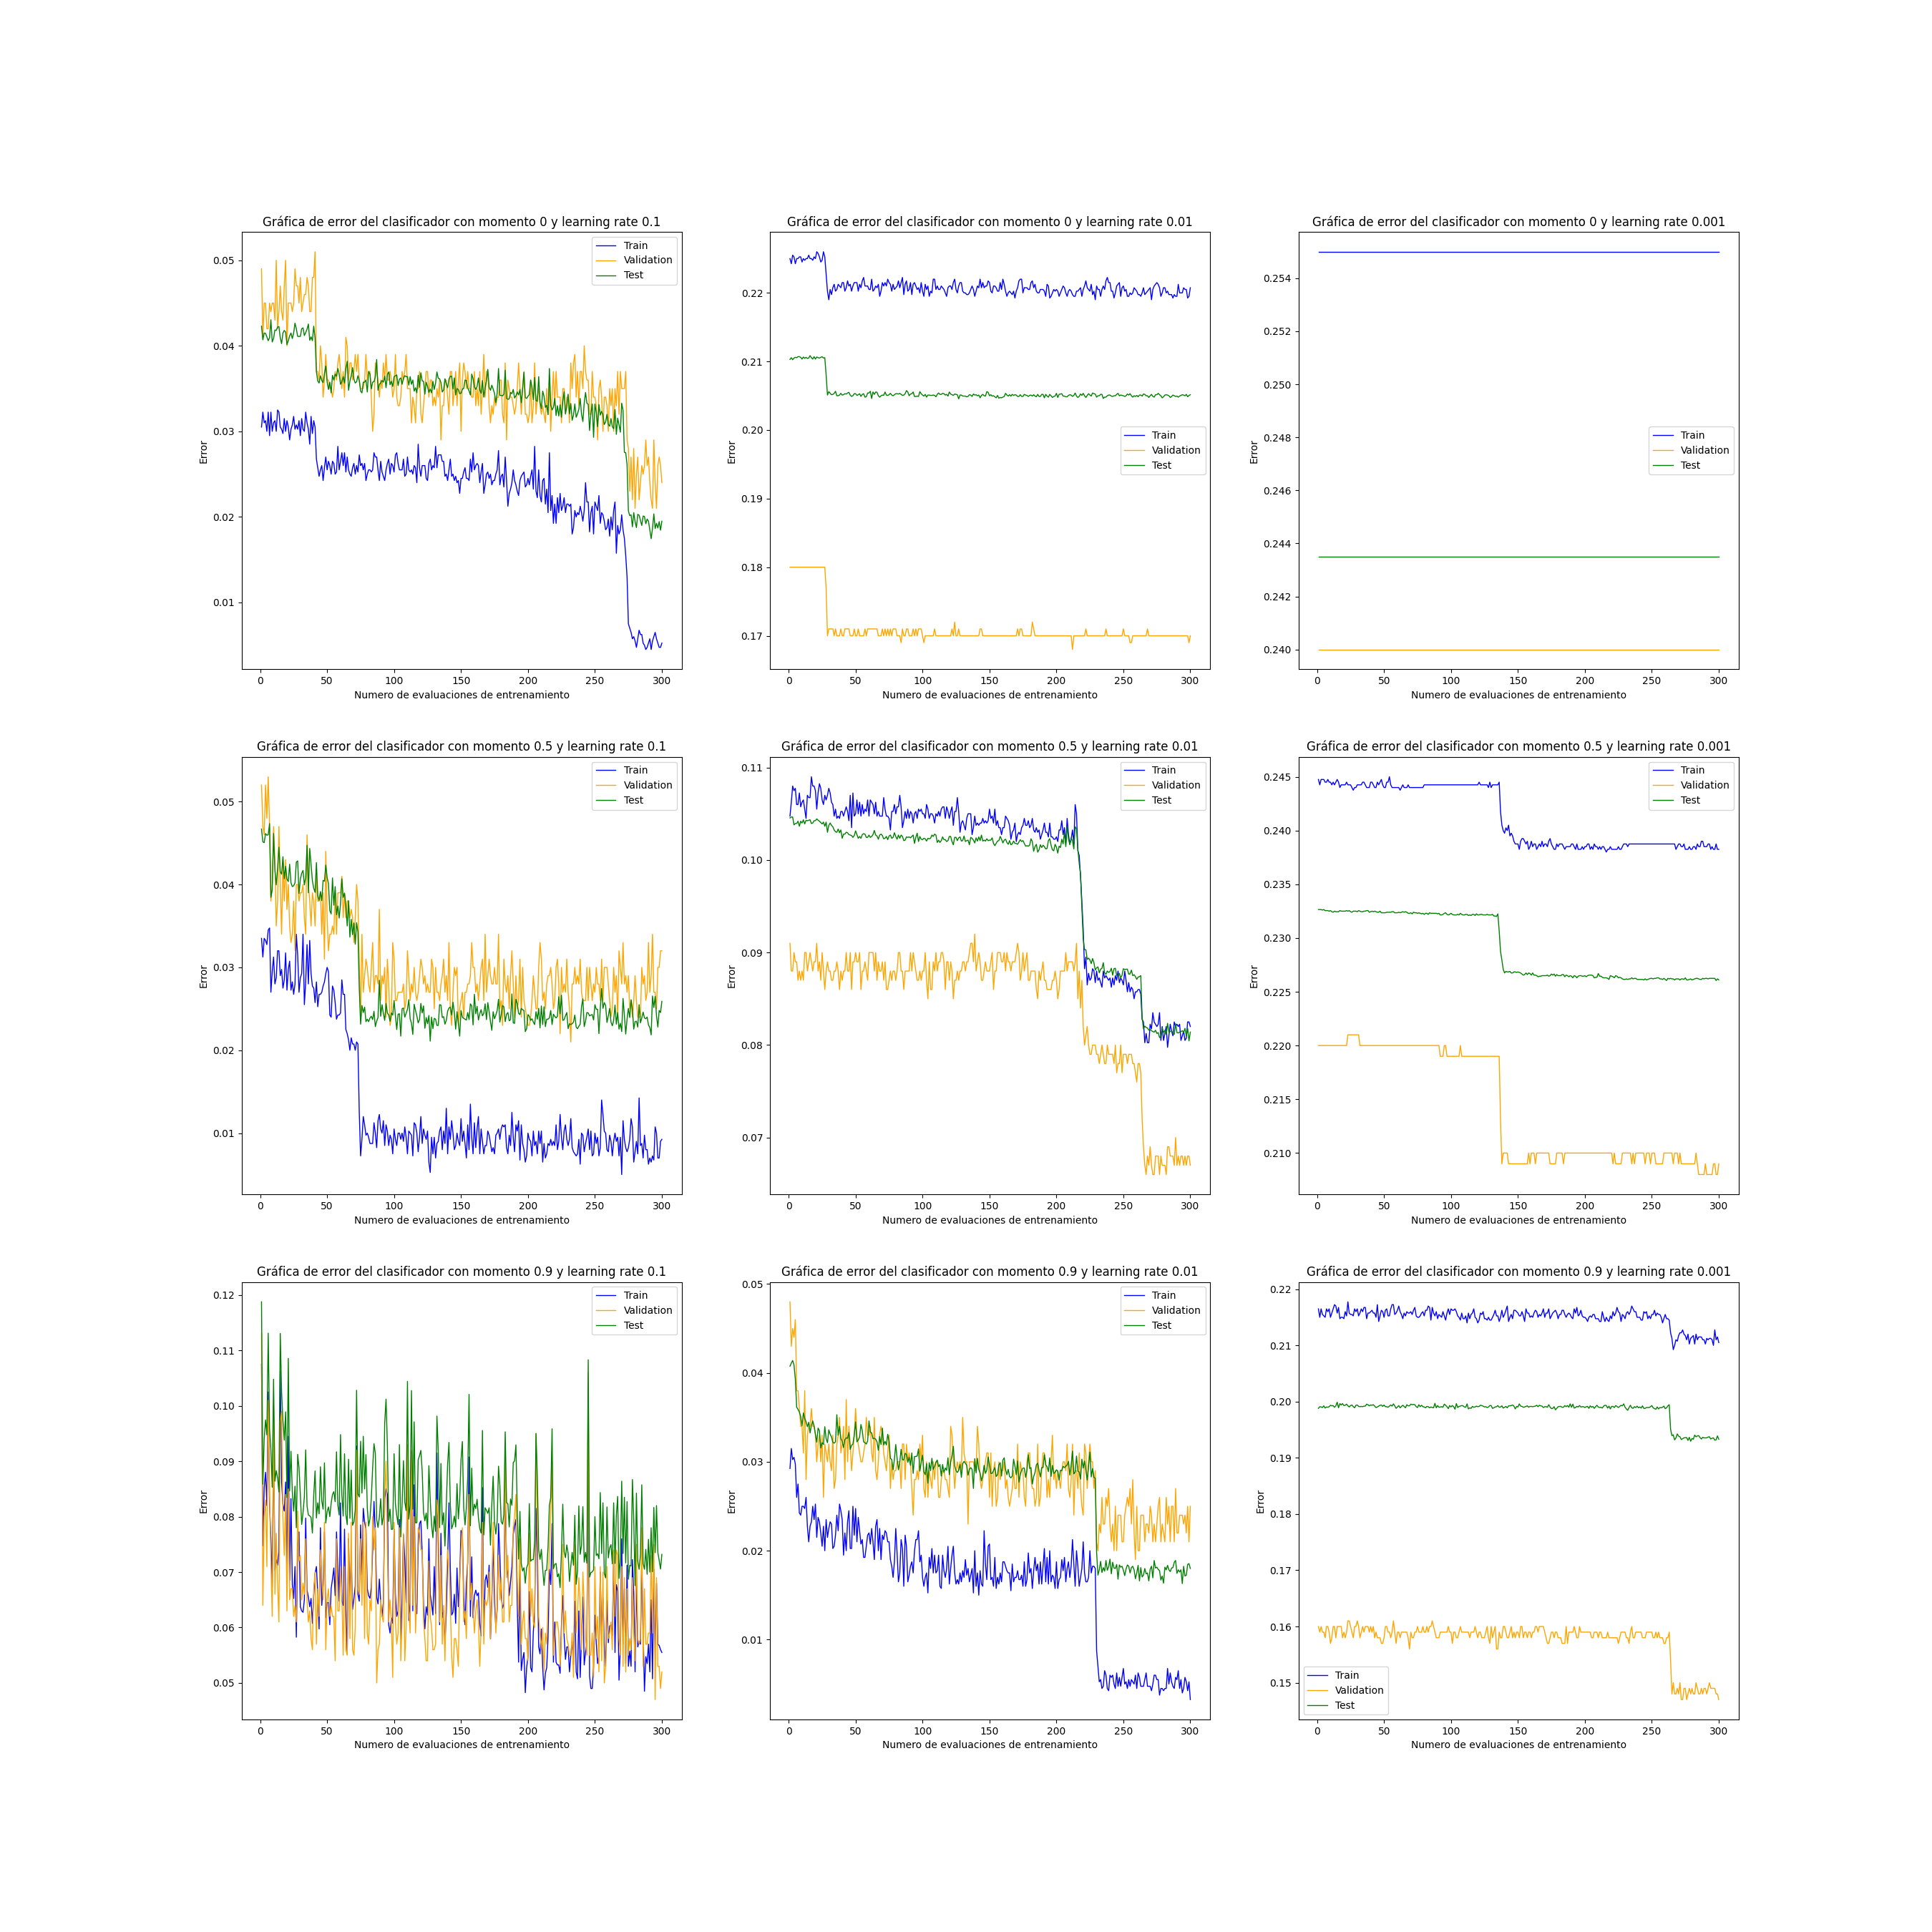 Gráfica de error del clasificador con momento 0 y learning rate 0.1
Error
0.05
0.04
0.03
0.02
0.01
Train
Validation
Test
0 50 100 150 200 250 300
Numero de evaluaciones de entrenamiento
Gráfica de error del clasificador con momento 0 y learning rate 0.01
Error
0.22
0.21
0.20
0.19
0.18
0.17
Train
Validation
Test
0 50 100 150 200 250 300
Numero de evaluaciones de entrenamiento
Gráfica de error del clasificador con momento 0 y learning rate 0.001
Error
0.254
0.252
0.250
0.248
0.246
0.244
0.242
0.240
Train
Validation
Test
0 50 100 150 200 250 300
Numero de evaluaciones de entrenamiento
Gráfica de error del clasificador con momento 0.5 y learning rate 0.1
Error
0.05
0.04
0.03
0.02
0.01
Train
Validation
Test
0 50 100 150 200 250 300
Numero de evaluaciones de entrenamiento
Gráfica de error del clasificador con momento 0.5 y learning rate 0.01
Error
0.11
0.10
0.09
0.08
0.07
Train
Validation
Test
0 50 100 150 200 250 300
Numero de evaluaciones de entrenamiento
Gráfica de error del clasificador con momento 0.5 y learning rate 0.001
Error
0.245
0.240
0.235
0.230
0.225
0.220
0.215
0.210
Train
Validation
Test
0 50 100 150 200 250 300
Numero de evaluaciones de entrenamiento
Gráfica de error del clasificador con momento 0.9 y learning rate 0.1
Error
0.12
0.11
0.10
0.09
0.08
0.07
0.06
0.05
Train
Validation
Test
0 50 100 150 200 250 300
Numero de evaluaciones de entrenamiento
Gráfica de error del clasificador con momento 0.9 y learning rate 0.01
Error
0.05
0.04
0.03
0.02
0.01
Train
Validation
Test
0 50 100 150 200 250 300
Numero de evaluaciones de entrenamiento
Gráfica de error del clasificador con momento 0.9 y learning rate 0.001
Error
0.22
0.21
0.20
0.19
0.18
0.17
0.16
0.15
Train
Validation
Test
0 50 100 150 200 250 300
Numero de evaluaciones de entrenamiento